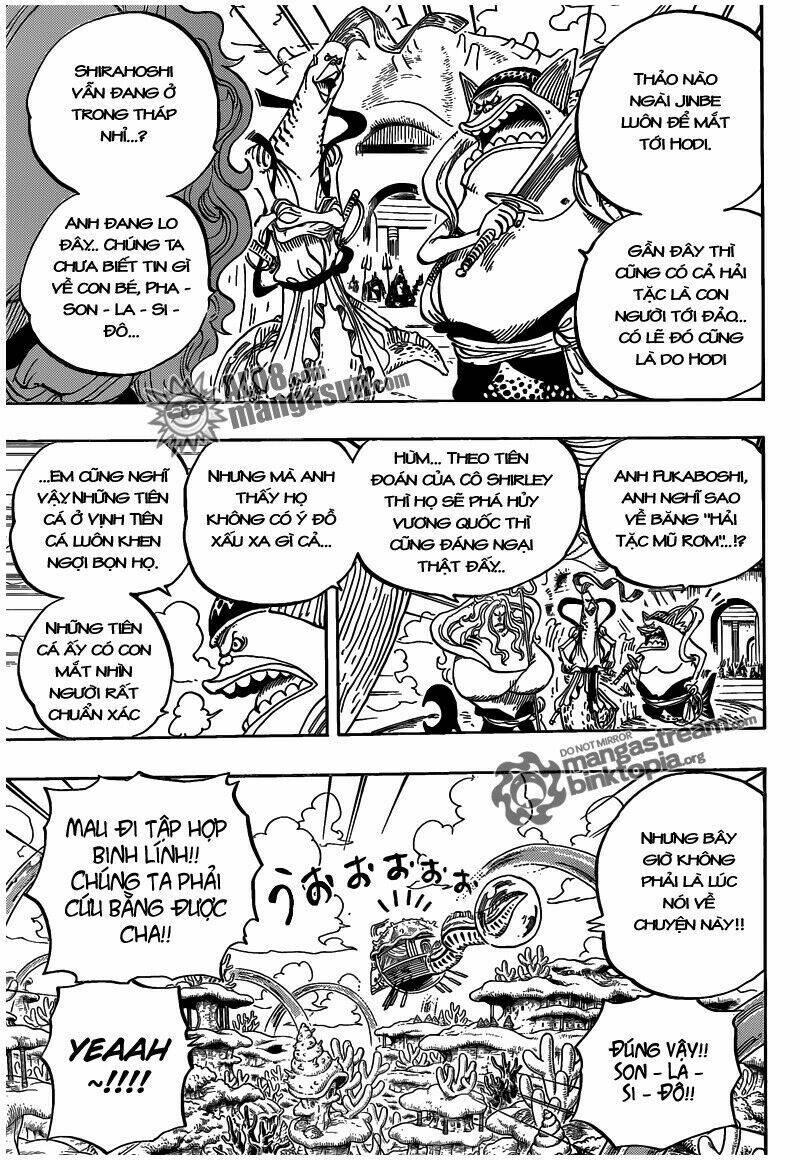 THẢO NÀO
NGÀI JINBE
LUÔN ĐỂ MẮT
TỚI HODI.
GẦN ĐÂY THÌ
CŨNG CÓ CẢ HẢI
TẶC LÀ CON
NGƯỜI TỚI ĐẢO...
CÓ LẼ ĐÓ CŨNG
LÀ DO HODI
SHIRAHOSHI
VẪN ĐANG Ở
TRONG THÁP
NHỈ...?
ANH ĐANG LO
ĐÂY... CHÚNG TA
CHƯA BIẾT TIN GÌ
VỀ CON BÉ, PHA -
SON - LA - SI -
ĐÔ...
ALC8.com
mangasun.com
ANH FUKABOSHI,
ANH NGHĨ SAO
VỀ BĂNG "HẢI
TẶC MŨ RƠM"...!?
HỪM... THEO TIÊN
ĐOÁN CỦA CÔ SHIRLEY
THÌ HỌ SẼ PHÁ HỦY
VƯƠNG QUỐC THÌ
CŨNG ĐÁNG NGẠI
THẬT ĐẤY...
NHƯNG MÀ ANH
THẤY HỌ
KHÔNG CÓ Ý ĐỒ
XẤU XA GÌ CẢ...
...EM CŨNG NGHĨ
VẬY. NHỮNG TIÊN
CÁ Ở VỊNH TIÊN
CÁ LUÔN KHEN
NGỢI BỌN HỌ.
NHỮNG TIÊN
CÁ ẤY CÓ CON
MẮT NHÌN
NGƯỜI RẤT
CHUẨN XÁC
DO NOT MIRROR
mangastream.com
binktopia.org
NHƯNG BÂY
GIỜ KHÔNG
PHẢI LÀ LÚC
NÓI VỀ
CHUYỆN NÀY!!
ĐÚNG VẬY!!
SON - LA -
SI - ĐÔ!!
うおおおおぉ
MAU ĐI TẬP HỢP
BINH LÍNH!!
CHÚNG TA PHẢI
CỨU BẰNG ĐƯỢC
CHA!!
YEAAH
~!!!!